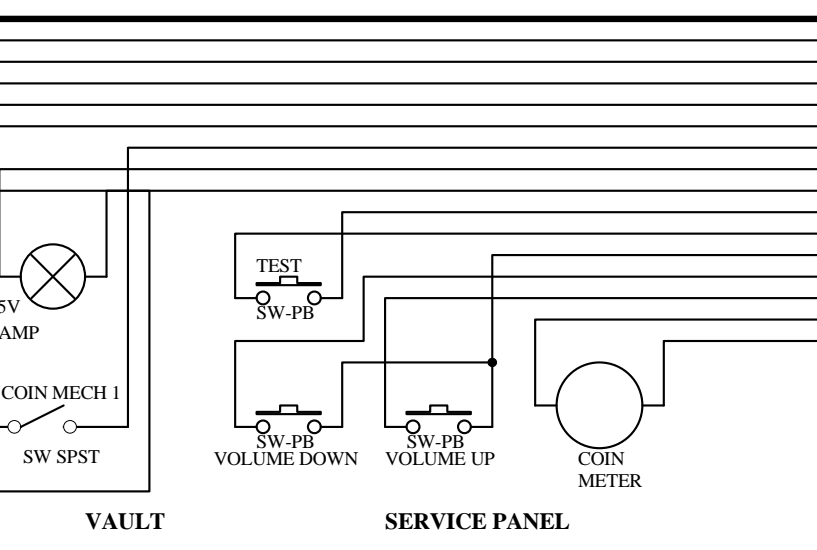 TEST
SW-PB
5V
AMP
COIN MECH 1
SW SPST
SW-PB
VOLUME DOWN
SW-PB
VOLUME UP
COIN
METER
VAULT
SERVICE PANEL